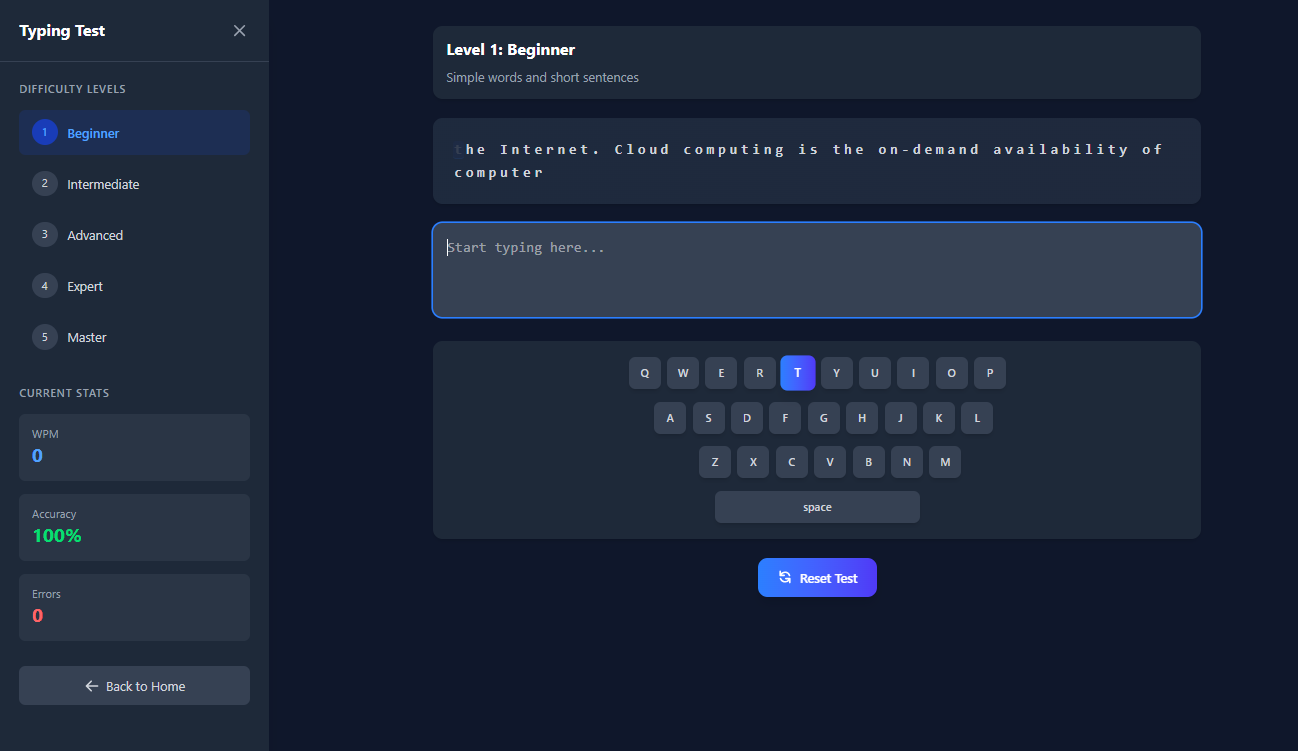 Typing Test
DIFFICULTY LEVELS
1 Beginner
2 Intermediate
3 Advanced
4 Expert
5 Master
CURRENT STATS
WPM
0
Accuracy
100%
Errors
0
Back to Home
Level 1: Beginner
Simple words and short sentences
the Internet. Cloud computing is the on-demand availability of
computer
Start typing here...
Q W E R T Y U I O P
A S D F G H J K L
Z X C V B N M
space
Reset Test